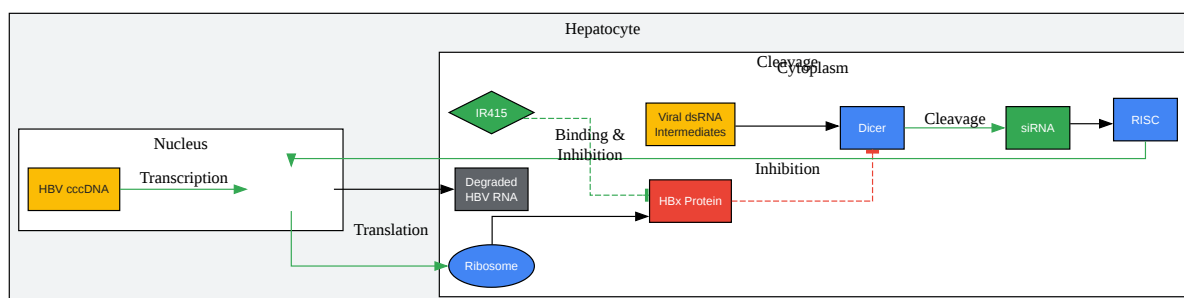 Hepatocyte
Cleavage
Cytoplasm
IR415
Viral dsRNA
Intermediates
Dicer
Cleavage
siRNA
RISC
Binding &
Inhibition
Nucleus
HBV cccDNA
Transcription
Degraded
HBV RNA
Inhibition
HBx Protein
Translation
Ribosome